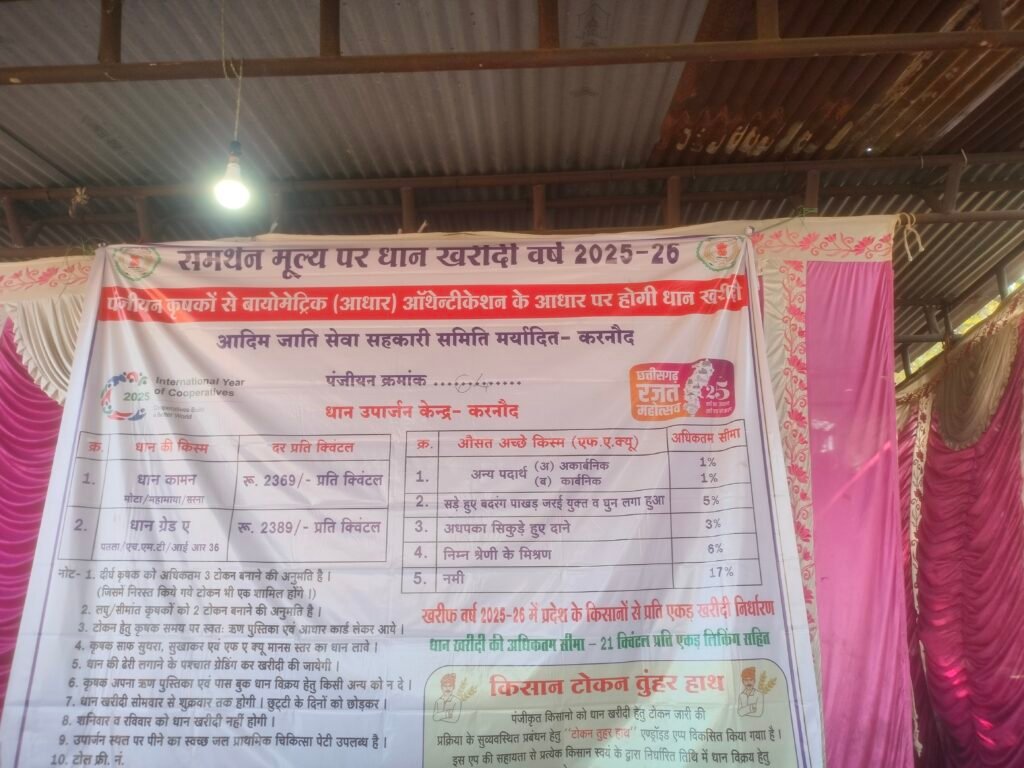 समर्थन मूल्य पर धान खरीदी वर्ष 2025-26
पंजीयन कृषकों से बायोमेट्रिक (आधार) ऑथेन्टीकेशन के आधार पर होगी धान खरीदी
आदिम जाति सेवा सहकारी समिति मर्यादित- करनौद
International Year
of Cooperatives
2025
Cooperatives Build
a Better World
पंजीयन क्रमांक
धान उपार्जन केन्द्र- करनौद
छत्तीसगढ़
रजत
महोत्सव
25
क्र. धान की किस्म दर प्रति क्विंटल
1. धान कामन रू. 2369/- प्रति क्विंटल
मोटा/महामाया/सरना
2. धान ग्रेड ए रू. 2389/- प्रति क्विंटल
पतला/एच.एम.टी/आई आर 36
क्र. औसत अच्छे किस्म (एफ.ए.क्यू) अधिकतम सीमा
1. अन्य पदार्थ (अ) अकार्बनिक 1%
(ब) कार्बनिक 1%
2. सड़े हुए बदरंग पाखड़ जरई युक्त व घुन लगा हुआ 5%
3. अधपका सिकुड़े हुए दाने 3%
4. निम्न श्रेणी के मिश्रण 6%
5. नमी 17%
नोट- 1. दीर्घ कृषक को अधिकतम 3 टोकन बनाने की अनुमति है।
(जिसमें निरस्त किये गये टोकन भी एक शामिल होंगे।)
2. लघु/सीमांत कृषकों को 2 टोकन बनाने की अनुमति है।
3. टोकन हेतु कृषक समय पर स्वतः ऋण पुस्तिका एवं आधार कार्ड लेकर आये।
4. कृषक साफ सुथरा, सुखाकर एवं एफ ए क्यू मानस स्तर का धान लावे।
5. धान की ढेरी लगाने के पश्चात ग्रेडिंग कर खरीदी की जायेगी।
6. कृषक अपना ऋण पुस्तिका एवं पास बुक धान विक्रय हेतु किसी अन्य को न दे।
7. धान खरीदी सोमवार से शुक्रवार तक होगी। छुट्टी के दिनों को छोड़कर।
8. शनिवार व रविवार को धान खरीदी नहीं होगी।
9. उपार्जन स्थल पर पीने का स्वच्छ जल प्राथमिक चिकित्सा पेटी उपलब्ध है।
10. टोल फ्री. नं.
खरीफ वर्ष 2025-26 में प्रदेश के किसानों से प्रति एकड़ खरीदी निर्धारण
धान खरीदी की अधिकतम सीमा - 21 क्विंटल प्रति एकड़ लिंकिंग सहित
किसान टोकन तुंहर हाथ
पंजीकृत किसानों को धान खरीदी हेतु टोकन जारी की
प्रक्रिया के सुव्यवस्थित प्रबंधन हेतु "टोकन तुहर हाथ" एण्ड्रॉइड एप्प विकसित किया गया है।
इस एप की सहायता से प्रत्येक किसान स्वयं के द्वारा निर्धारित तिथि में धान विक्रय हेतु